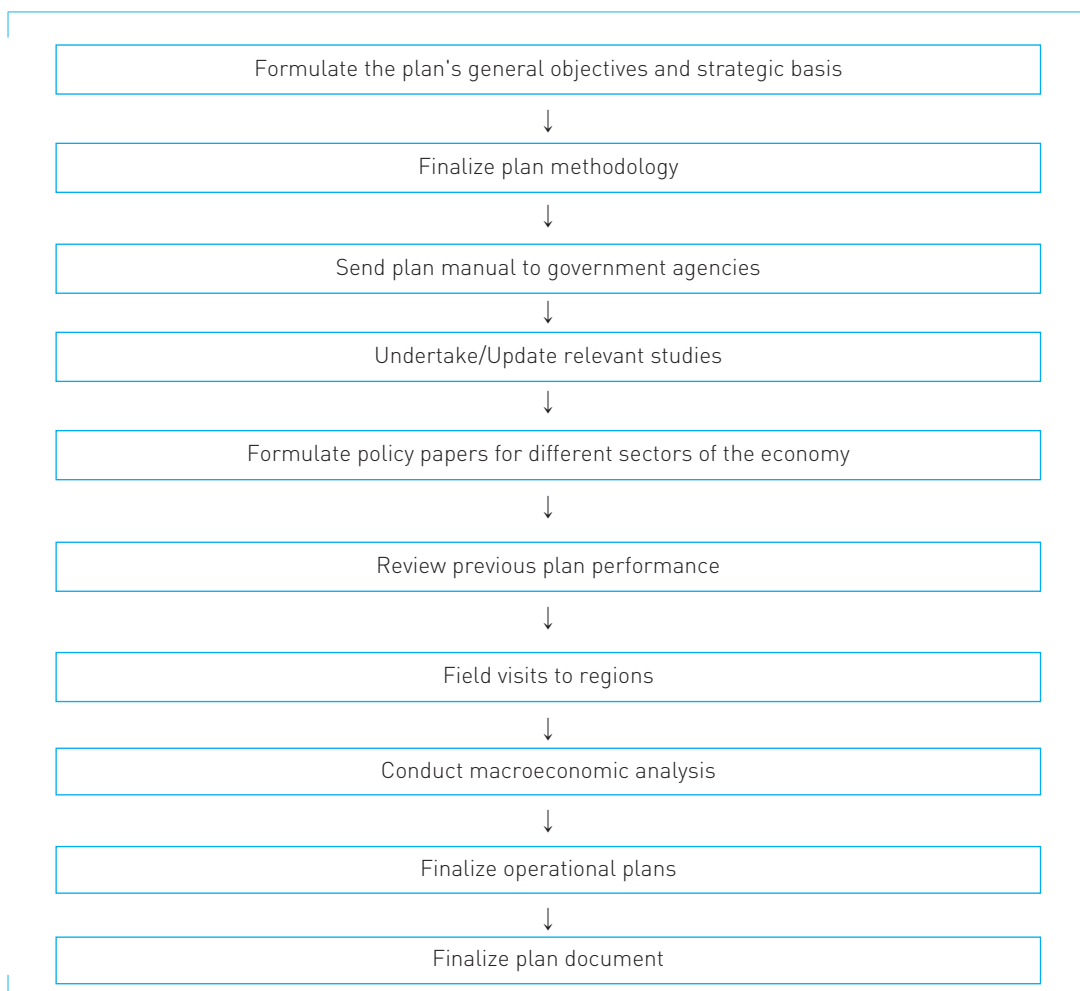 Formulate the plan's general objectives and strategic basis
↓
Finalize plan methodology
↓
Send plan manual to government agencies
↓
Undertake/Update relevant studies
↓
Formulate policy papers for different sectors of the economy
↓
Review previous plan performance
↓
Field visits to regions
↓
Conduct macroeconomic analysis
↓
Finalize operational plans
↓
Finalize plan document